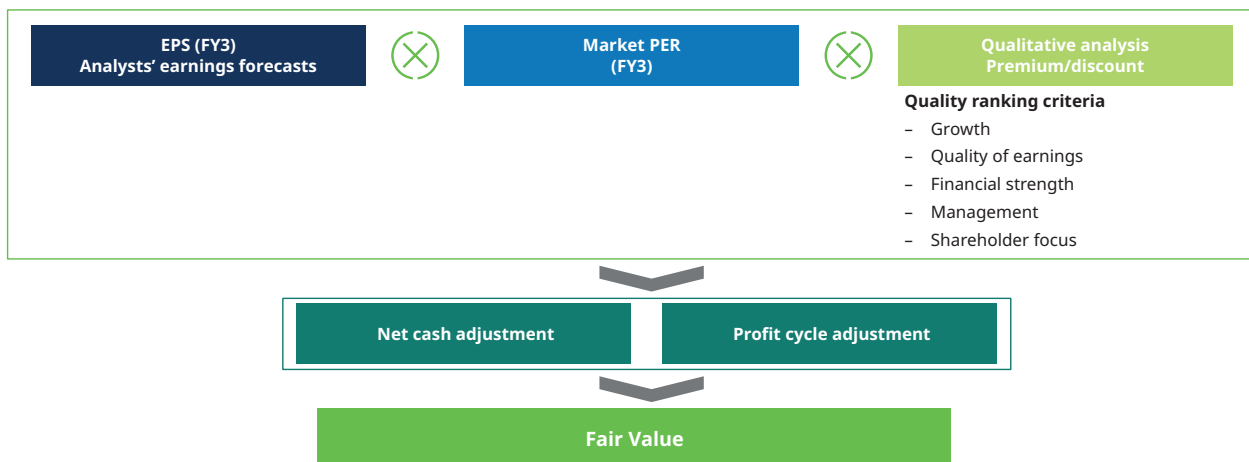 EPS (FY3)
Analysts’ earnings forecasts
Market PER
(FY3)
Qualitative analysis
Premium/discount
Quality ranking criteria
– Growth
– Quality of earnings
– Financial strength
– Management
– Shareholder focus
Net cash adjustment
Profit cycle adjustment
Fair Value